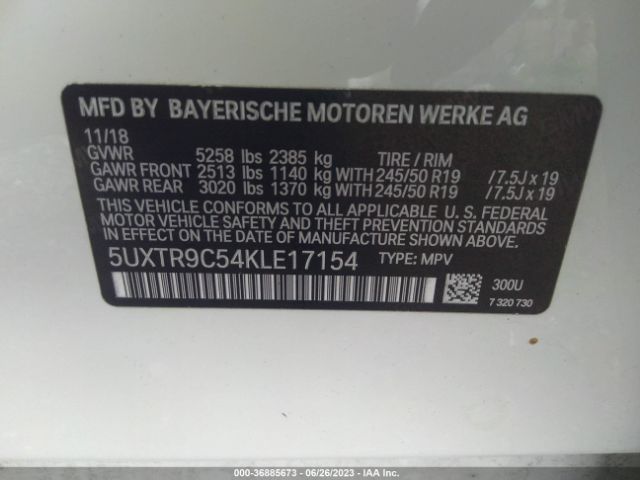 MFD BY BAYERISCHE MOTOREN WERKE AG
11/18
GVWR 5258 lbs 2385 kg TIRE / RIM
GAWR FRONT 2513 lbs 1140 kg WITH 245/50 R19 / 7.5J x 19
GAWR REAR 3020 lbs 1370 kg WITH 245/50 R19 / 7.5J x 19
THIS VEHICLE CONFORMS TO ALL APPLICABLE U. S. FEDERAL
MOTOR VEHICLE SAFETY AND THEFT PREVENTION STANDARDS
IN EFFECT ON THE DATE OF MANUFACTURE SHOWN ABOVE.
5UXTR9C54KLE17154 TYPE: MPV
300U
7 320 730
000-36885673 / 06/26/2023 - IAA Inc.